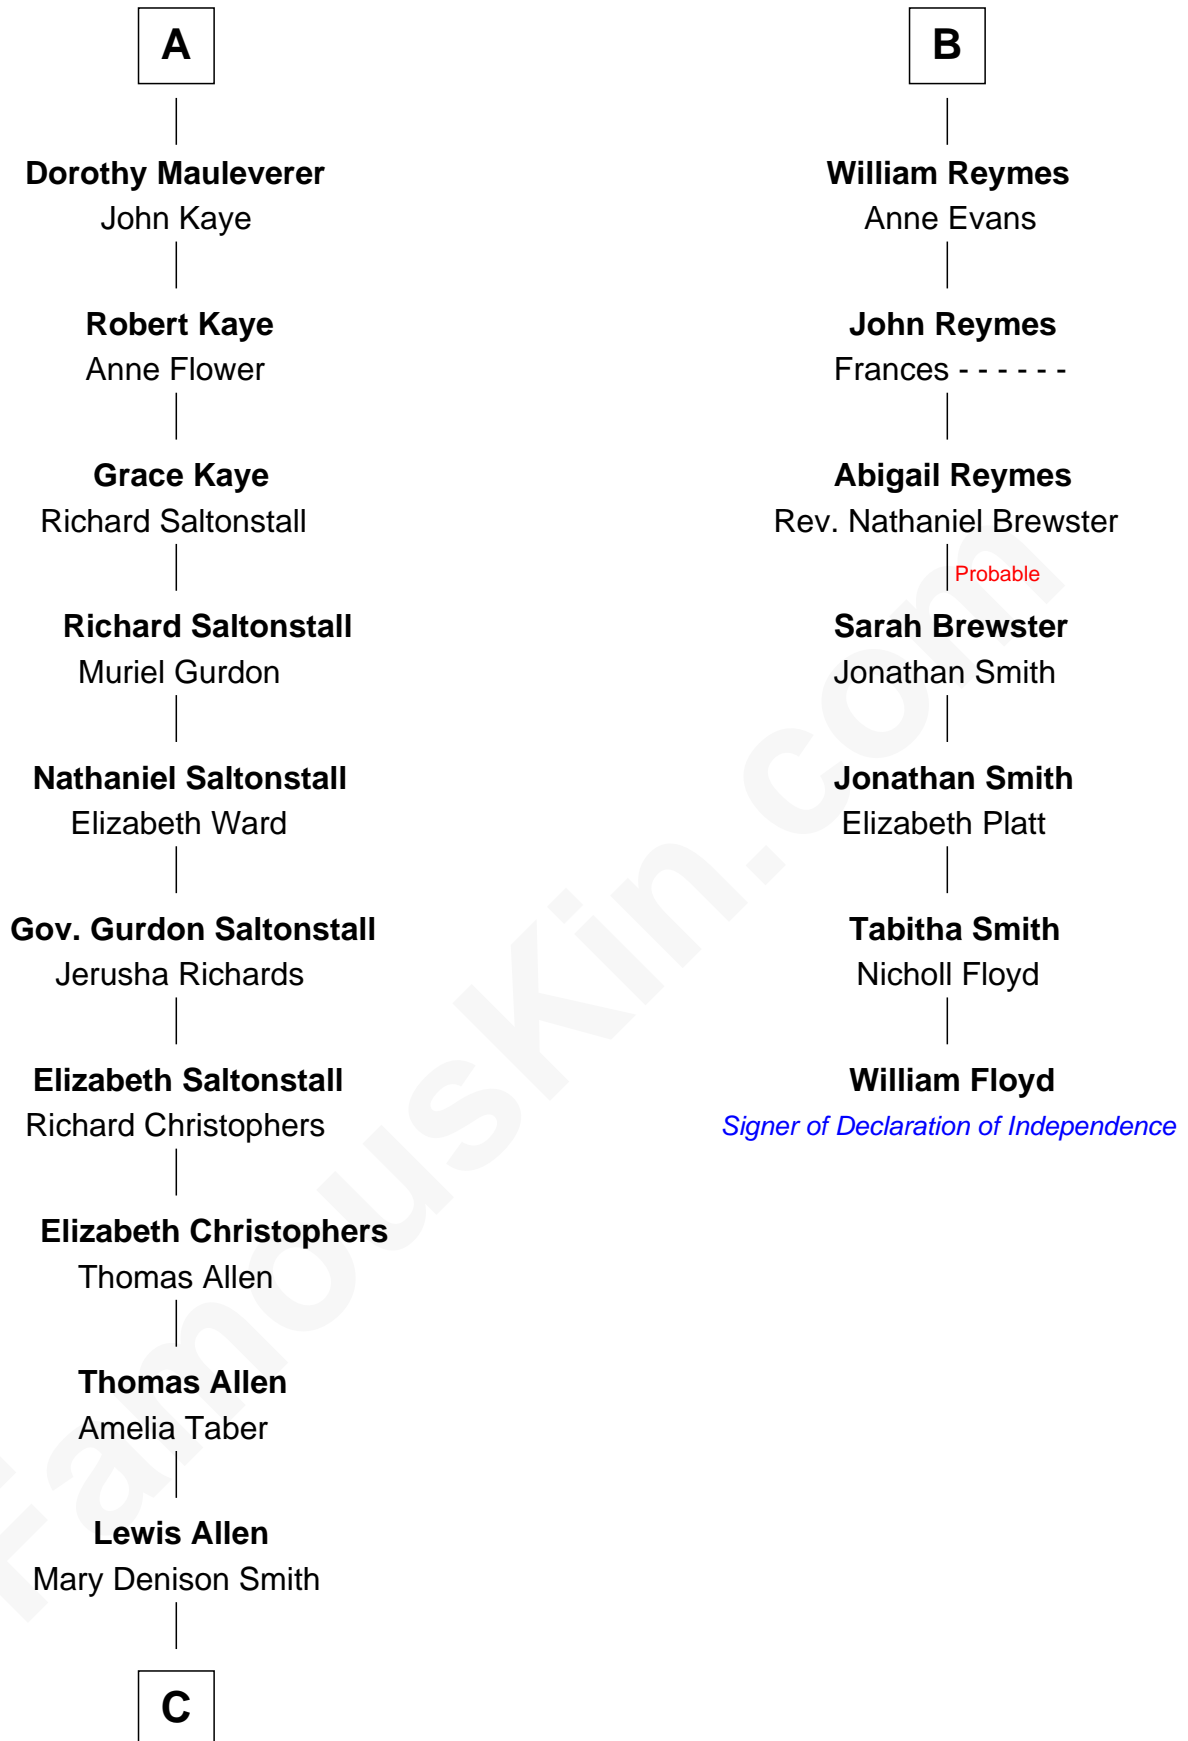 A
Dorothy Mauleverer
John Kaye
Robert Kaye
Anne Flower
Grace Kaye
Richard Saltonstall
Richard Saltonstall
Muriel Gurdon
Nathaniel Saltonstall
Elizabeth Ward
Gov. Gurdon Saltonstall
Jerusha Richards
Elizabeth Saltonstall
Richard Christophers
Elizabeth Christophers
Thomas Allen
Thomas Allen
Amelia Taber
Lewis Allen
Mary Denison Smith
C
B
William Reymes
Anne Evans
John Reymes
Frances - - - - - -
Abigail Reymes
Rev. Nathaniel Brewster
Probable
Sarah Brewster
Jonathan Smith
Jonathan Smith
Elizabeth Platt
Tabitha Smith
Nicholl Floyd
William Floyd
Signer of Declaration of Independence
FamousKin.com